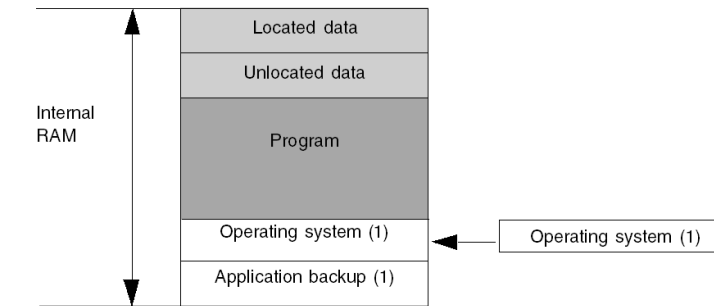 Located data
Unlocated data
Internal
RAM
Program
Operating system (1)
Operating system (1)
Application backup (1)